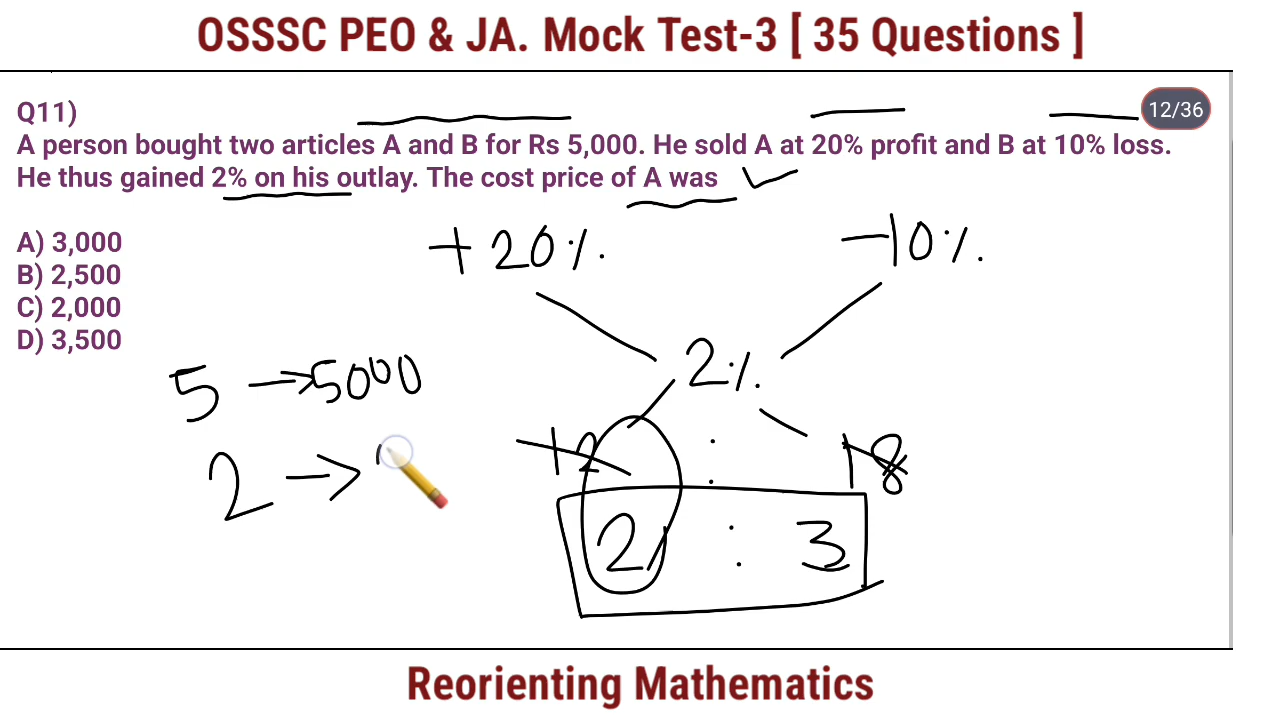 OSSSC PEO & JA. Mock Test-3 [ 35 Questions ]
12/36
Q11)
A person bought two articles A and B for Rs 5,000. He sold A at 20% profit and B at 10% loss.
He thus gained 2% on his outlay. The cost price of A was
A) 3,000
B) 2,500
C) 2,000
D) 3,500
+20%. -10%.
2%.
5 → 5000
2 →
12 : 18
2 : 3
Reorienting Mathematics